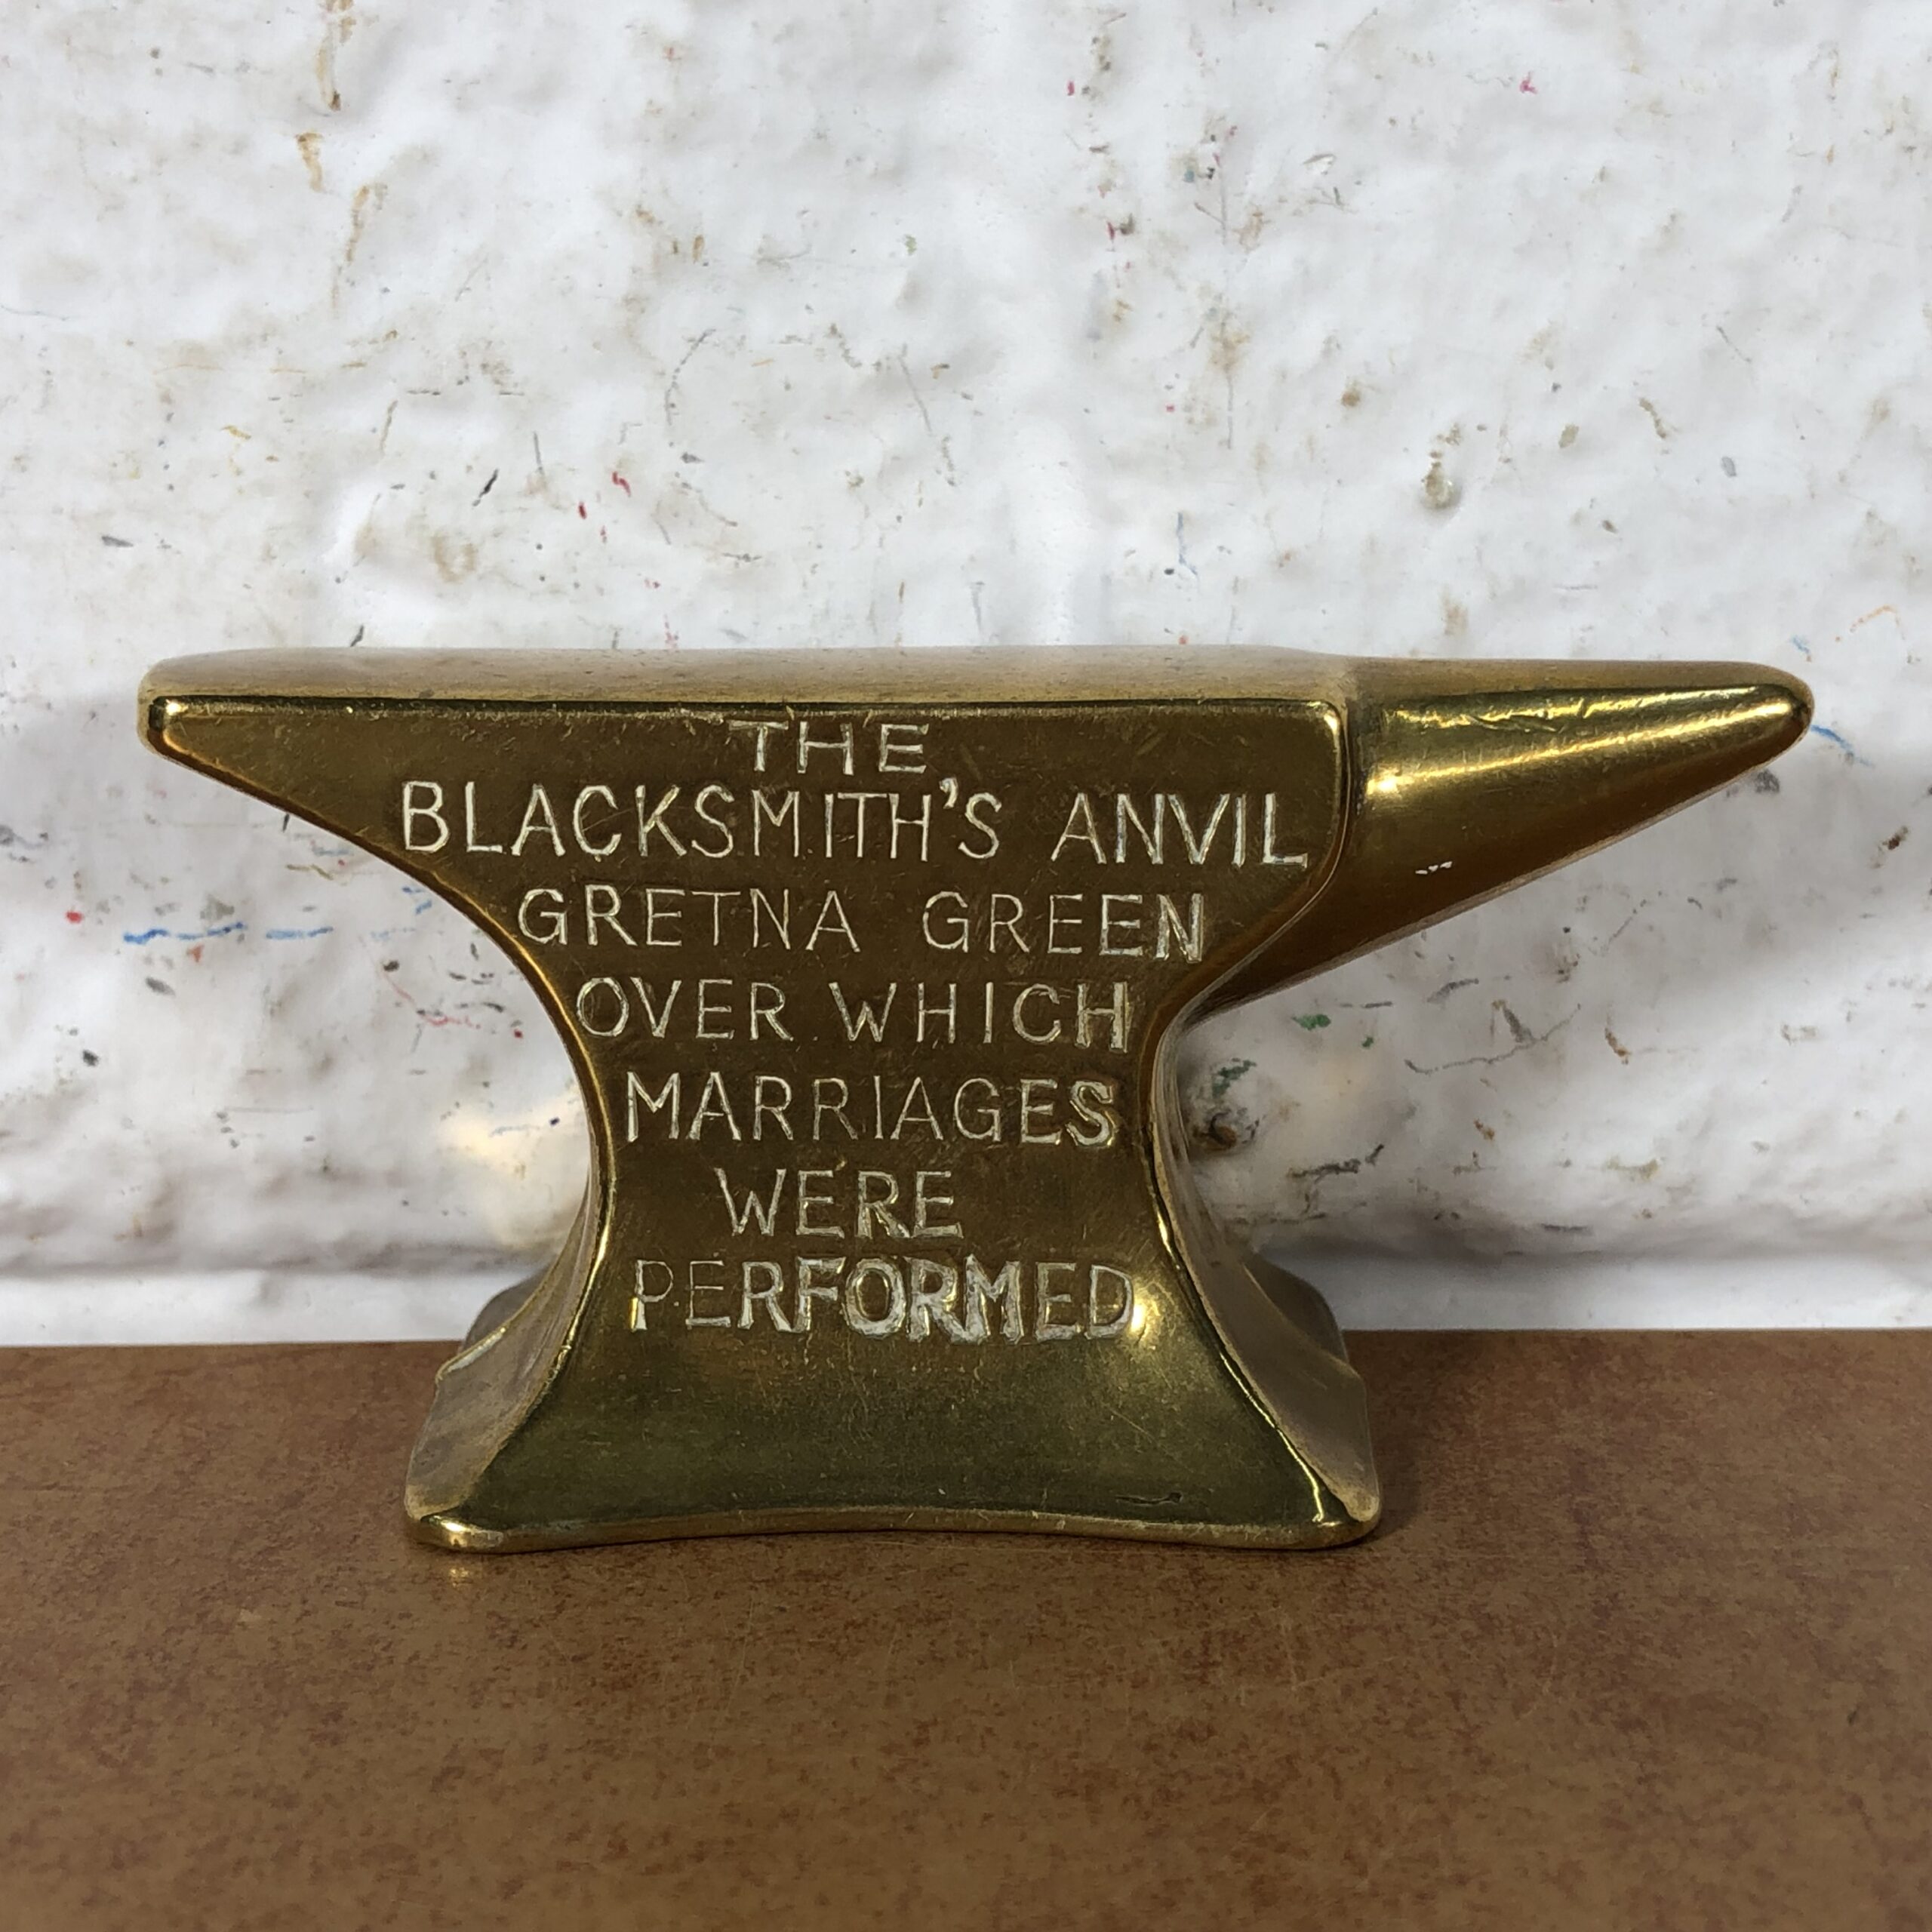 THE
BLACKSMITH'S ANVIL
GRETNA GREEN
OVER WHICH
MARRIAGES
WERE
PERFORMED